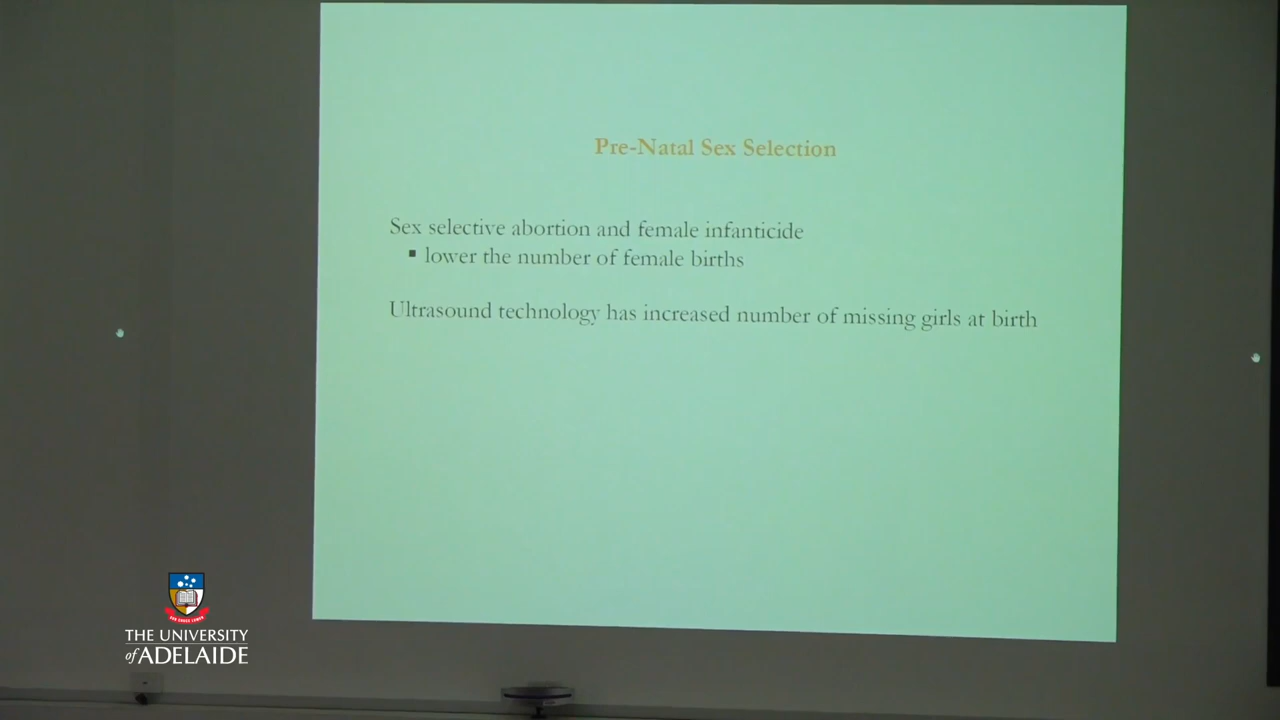 Pre-Natal Sex Selection
Sex selective abortion and female infanticide
▪ lower the number of female births
Ultrasound technology has increased number of missing girls at birth
THE UNIVERSITY
of ADELAIDE